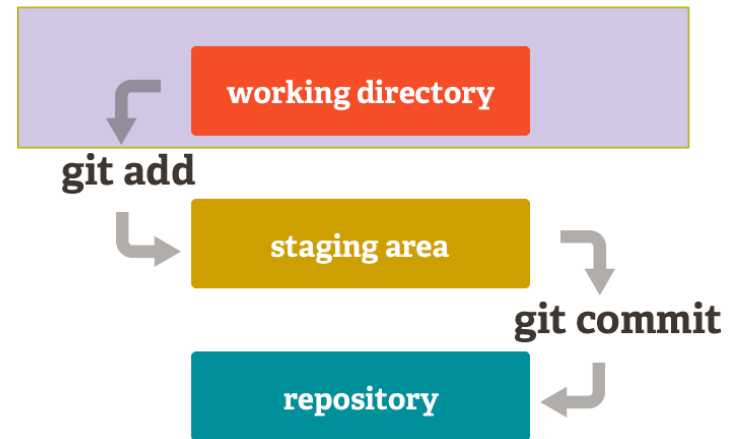 working directory
git add
staging area
git commit
repository